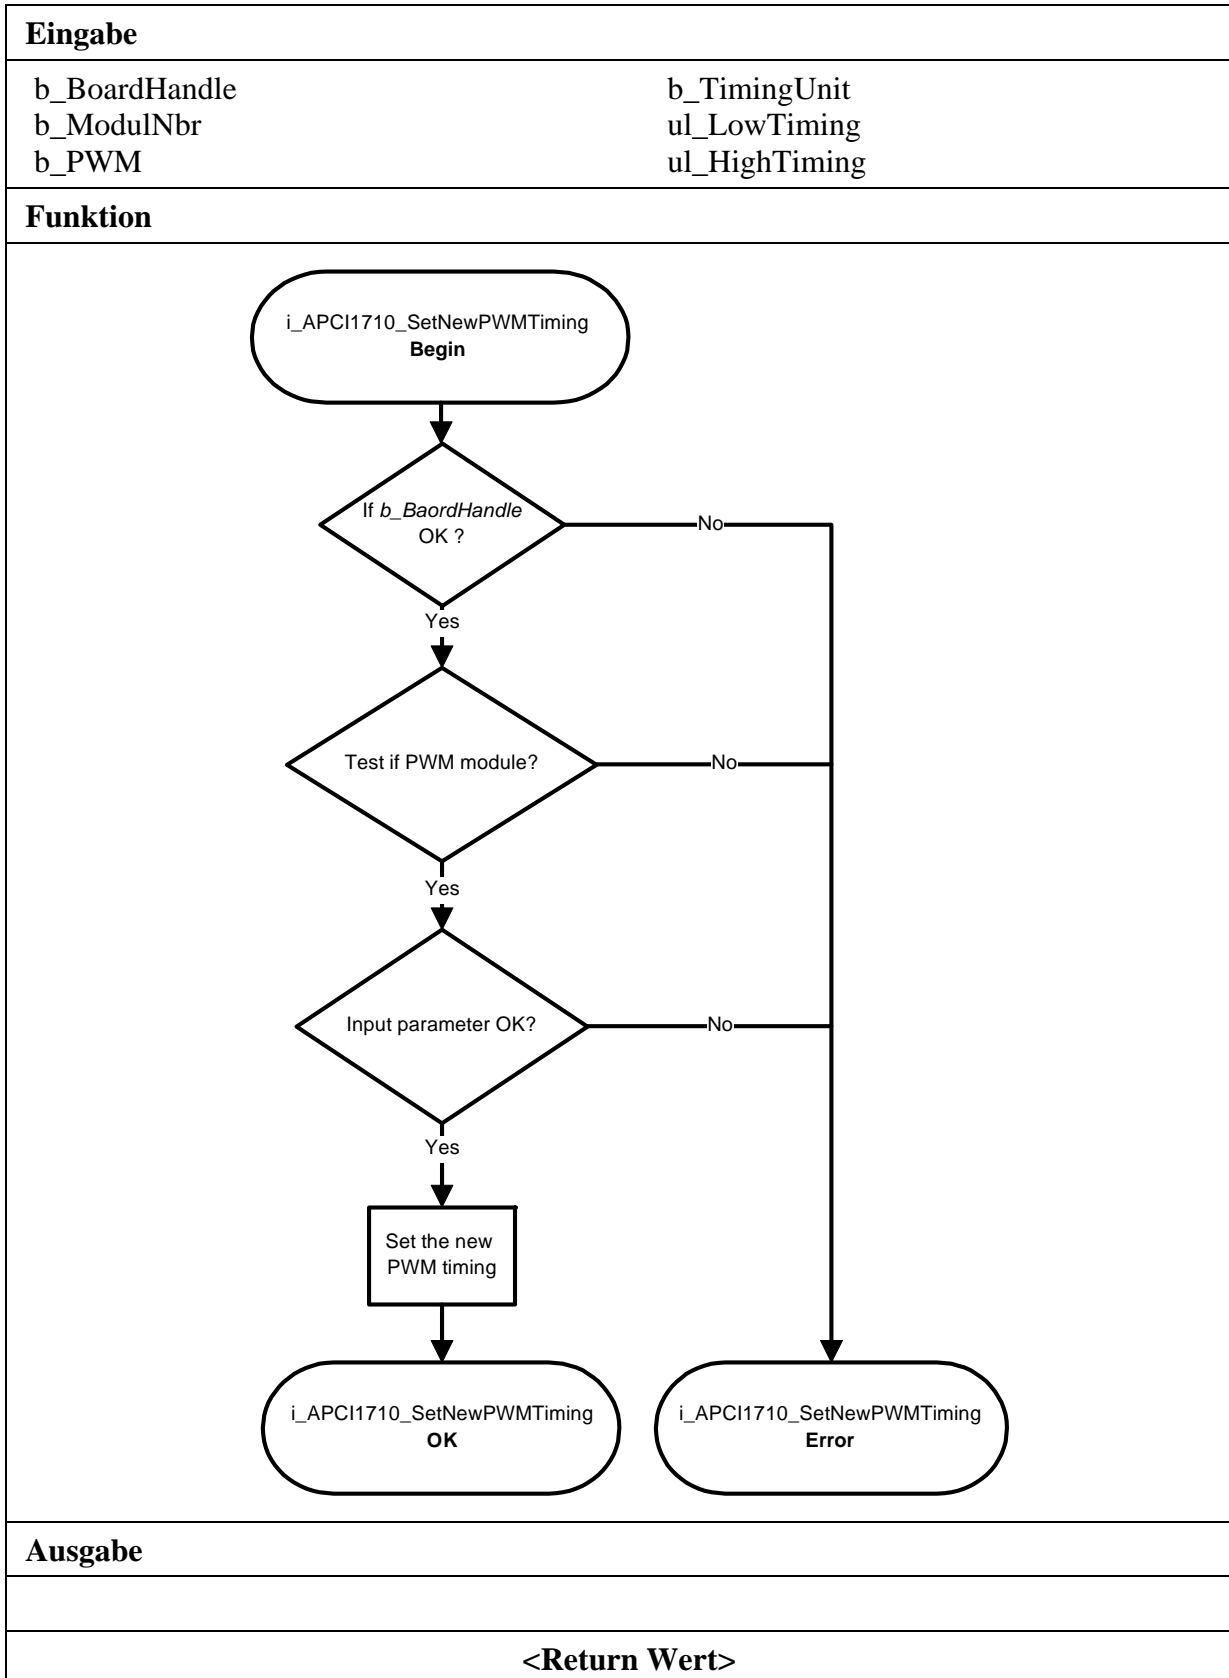 Eingabe
b_BoardHandle
b_ModulNbr
b_PWM
b_TimingUnit
ul_LowTiming
ul_HighTiming
Funktion
i_APCI1710_SetNewPWMTiming
Begin
If b_BaordHandle
OK ?
No
Yes
Test if PWM module?
No
Yes
Input parameter OK?
No
Yes
Set the new
PWM timing
i_APCI1710_SetNewPWMTiming
OK
i_APCI1710_SetNewPWMTiming
Error
Ausgabe
<Return Wert>